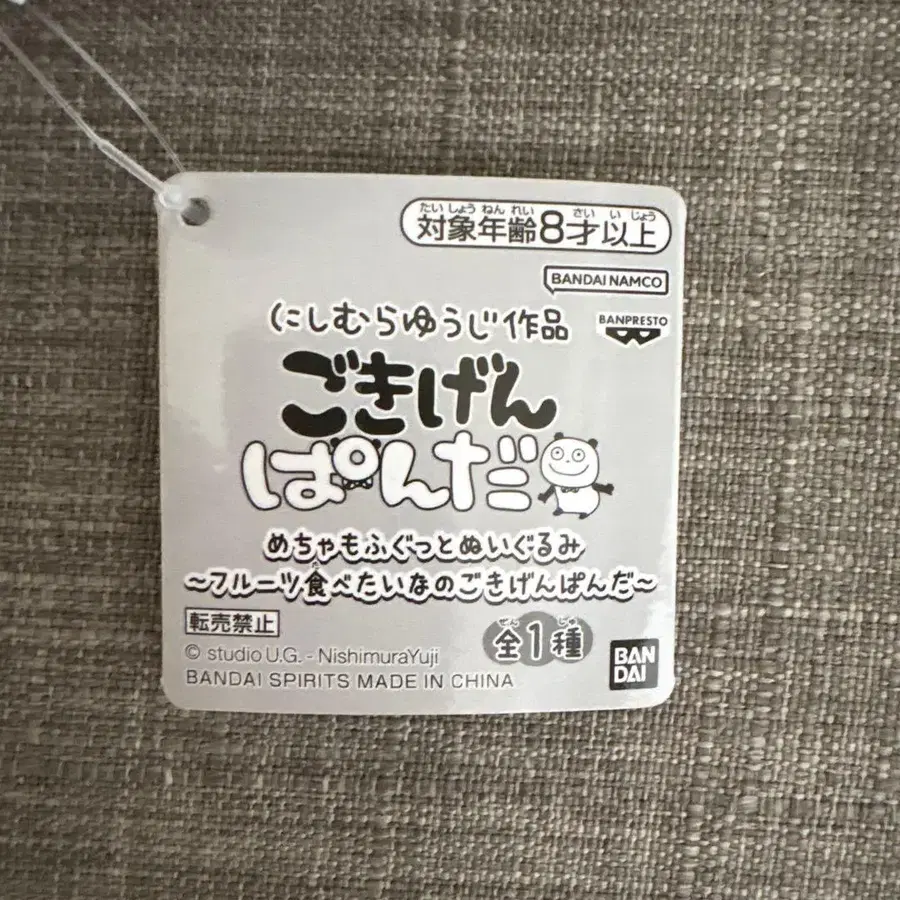 たいしょうねんれい さいいじょう
対象年齢8才以上
BANDAI NAMCO
にしむらゆうじ作品
BANPRESTO
ごきげん
ぱんだ
めちゃもふぐっとぬいぐるみ
た
～フルーツ食べたいなのごきげんぱんだ～
転売禁止
ぜん しゅ
全1種
© studio U.G. - NishimuraYuji
BANDAI SPIRITS MADE IN CHINA
BAN
DAI